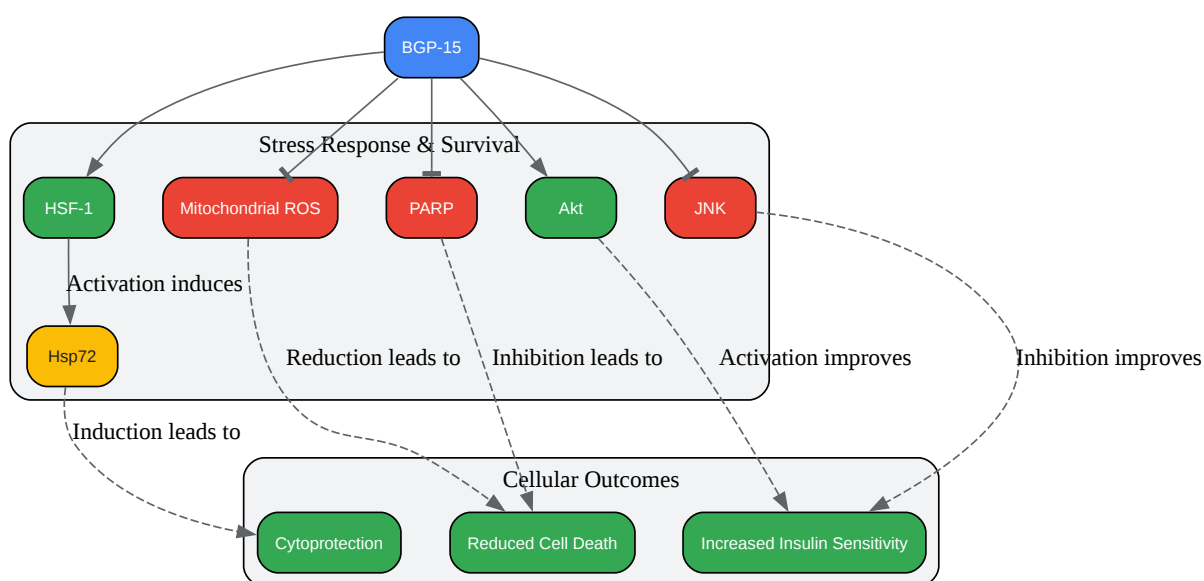 BGP-15
Stress Response & Survival
HSF-1
Mitochondrial ROS
PARP
Akt
JNK
Activation induces
Hsp72
Reduction leads to
Inhibition leads to
Activation improves
Inhibition improves
Induction leads to
Cellular Outcomes
Cytoprotection
Reduced Cell Death
Increased Insulin Sensitivity